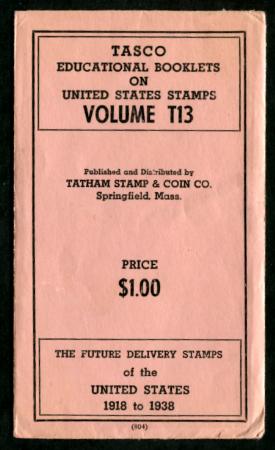 TASCO
EDUCATIONAL BOOKLETS
ON
UNITED STATES STAMPS
VOLUME T13
Published and Distributed by
TATHAM STAMP & COIN CO.
Springfield, Mass.
PRICE
$1.00
THE FUTURE DELIVERY STAMPS
of the
UNITED STATES
1918 to 1938
(804)